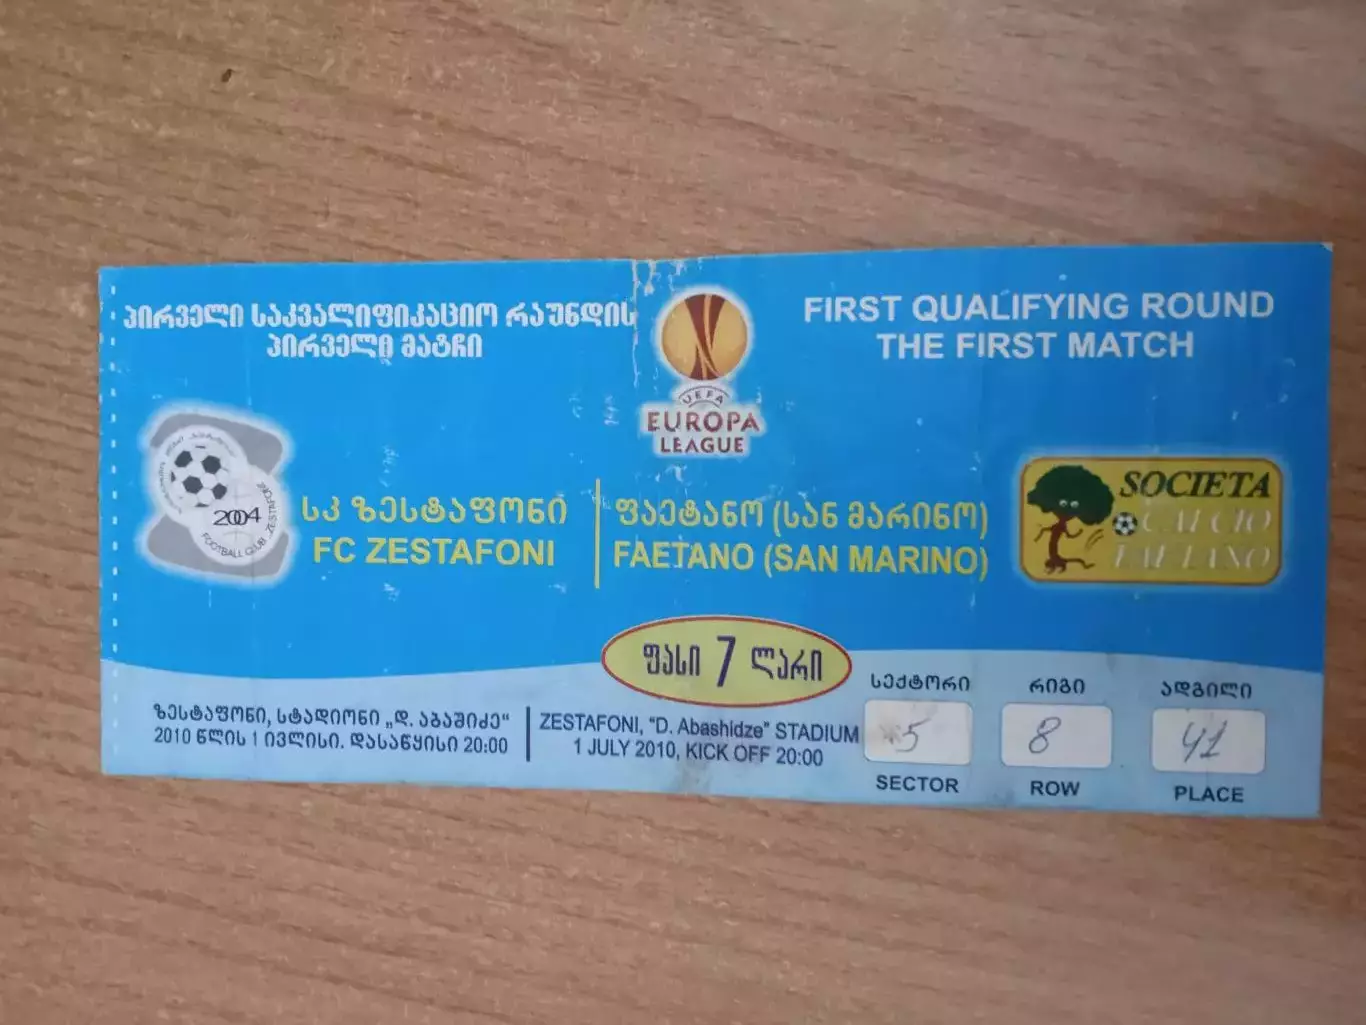 პირველი საკვალიფიკაციო რაუნდის
პირველი მატჩი
UEFA
EUROPA
LEAGUE
FIRST QUALIFYING ROUND
THE FIRST MATCH
2004
FOOTBALL CLUB ZESTAFONI
სკ ზესტაფონი
FC ZESTAFONI
ფაეტანო (სან მარინო)
FAETANO (SAN MARINO)
SOCIETA
CALCIO
FAETANO
ფასი 7 ლარი
ზესტაფონი, სტადიონი „დ. აბაშიძე“
2010 წლის 1 ივლისი. დასაწყისი 20:00
ZESTAFONI, "D. Abashidze" STADIUM
1 JULY 2010, KICK OFF 20:00
სექტორი
5
SECTOR
რიგი
8
ROW
ადგილი
41
PLACE